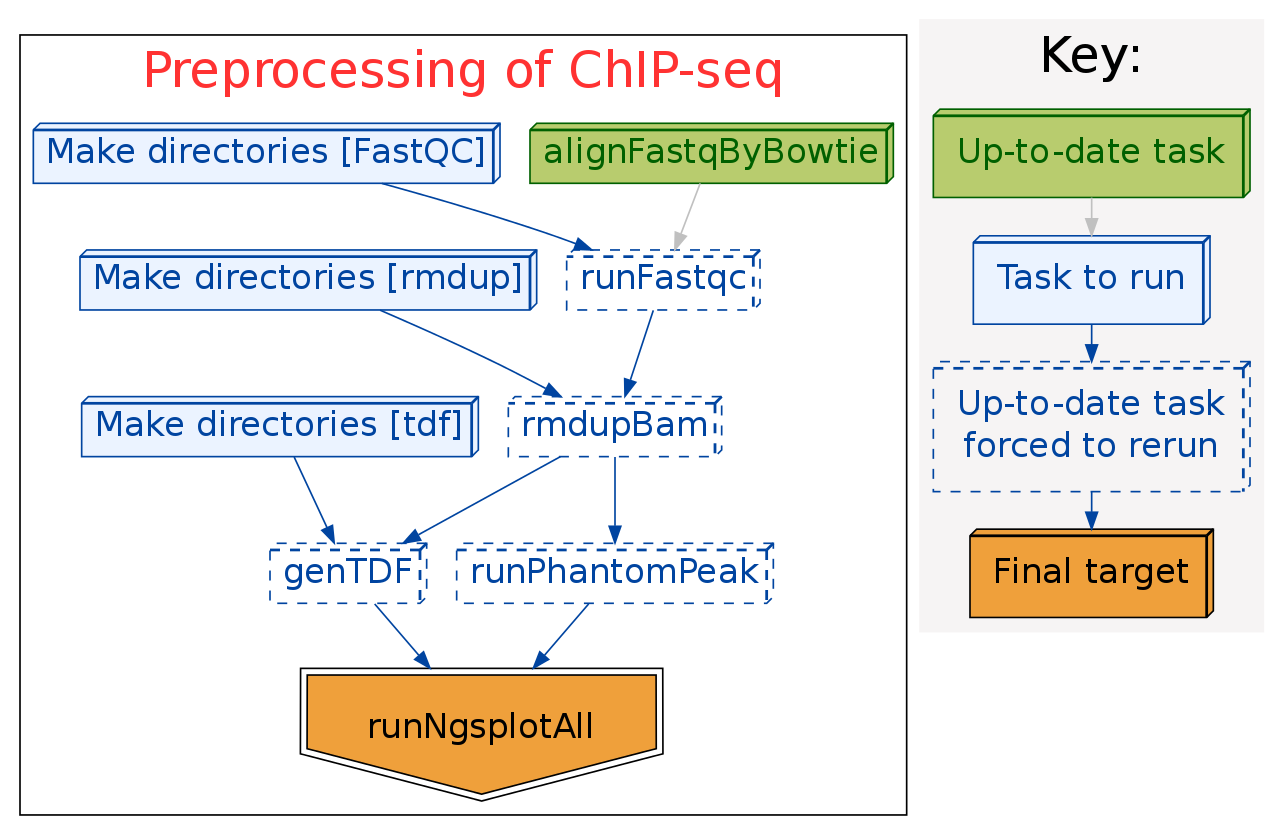 Preprocessing of ChIP-seq
Make directories [FastQC]
alignFastqByBowtie
Make directories [rmdup]
runFastqc
Make directories [tdf]
rmdupBam
genTDF
runPhantomPeak
runNgsplotAll
Key:
Up-to-date task
Task to run
Up-to-date task
forced to rerun
Final target